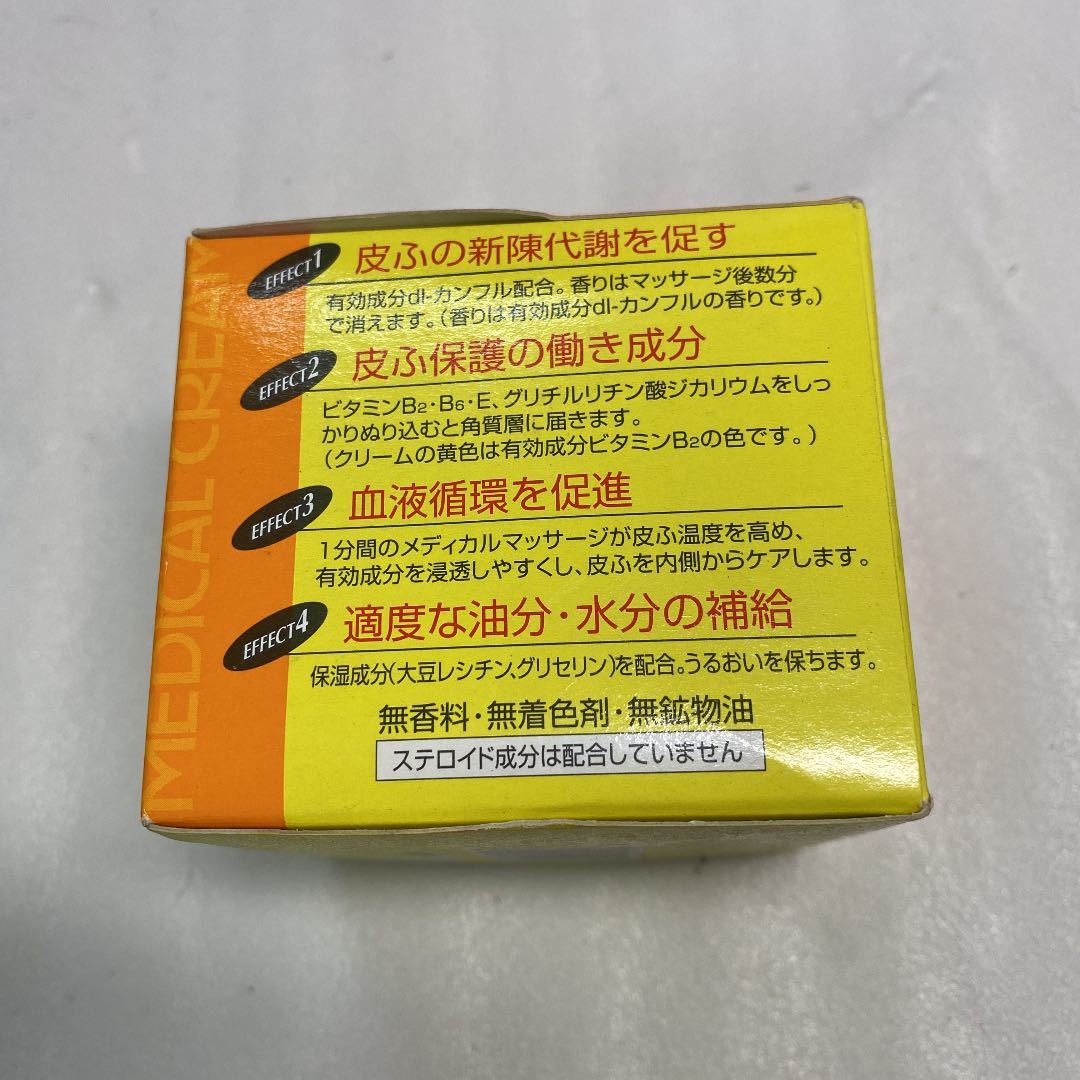 MEDICAL CREAM
EFFECT1 皮ふの新陳代謝を促す
有効成分dl-カンフル配合。香りはマッサージ後数分
で消えます。(香りは有効成分dl-カンフルの香りです。)
EFFECT2 皮ふ保護の働き成分
ビタミンB2・B6・E、グリチルリチン酸ジカリウムをしっ
かりぬり込むと角質層に届きます。
(クリームの黄色は有効成分ビタミンB2の色です。)
EFFECT3 血液循環を促進
1分間のメディカルマッサージが皮ふ温度を高め、
有効成分を浸透しやすくし、皮ふを内側からケアします。
EFFECT4 適度な油分・水分の補給
保湿成分(大豆レシチン、グリセリン)を配合。うるおいを保ちます。
無香料・無着色剤・無鉱物油
ステロイド成分は配合していません